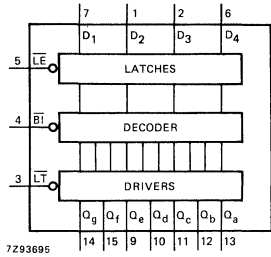 7 1 2 6
D1 D2 D3 D4
5 LE
LATCHES
4 BI
DECODER
3 LT
DRIVERS
Qg Qf Qe Qd Qc Qb Qa
14 15 9 10 11 12 13
7Z93695